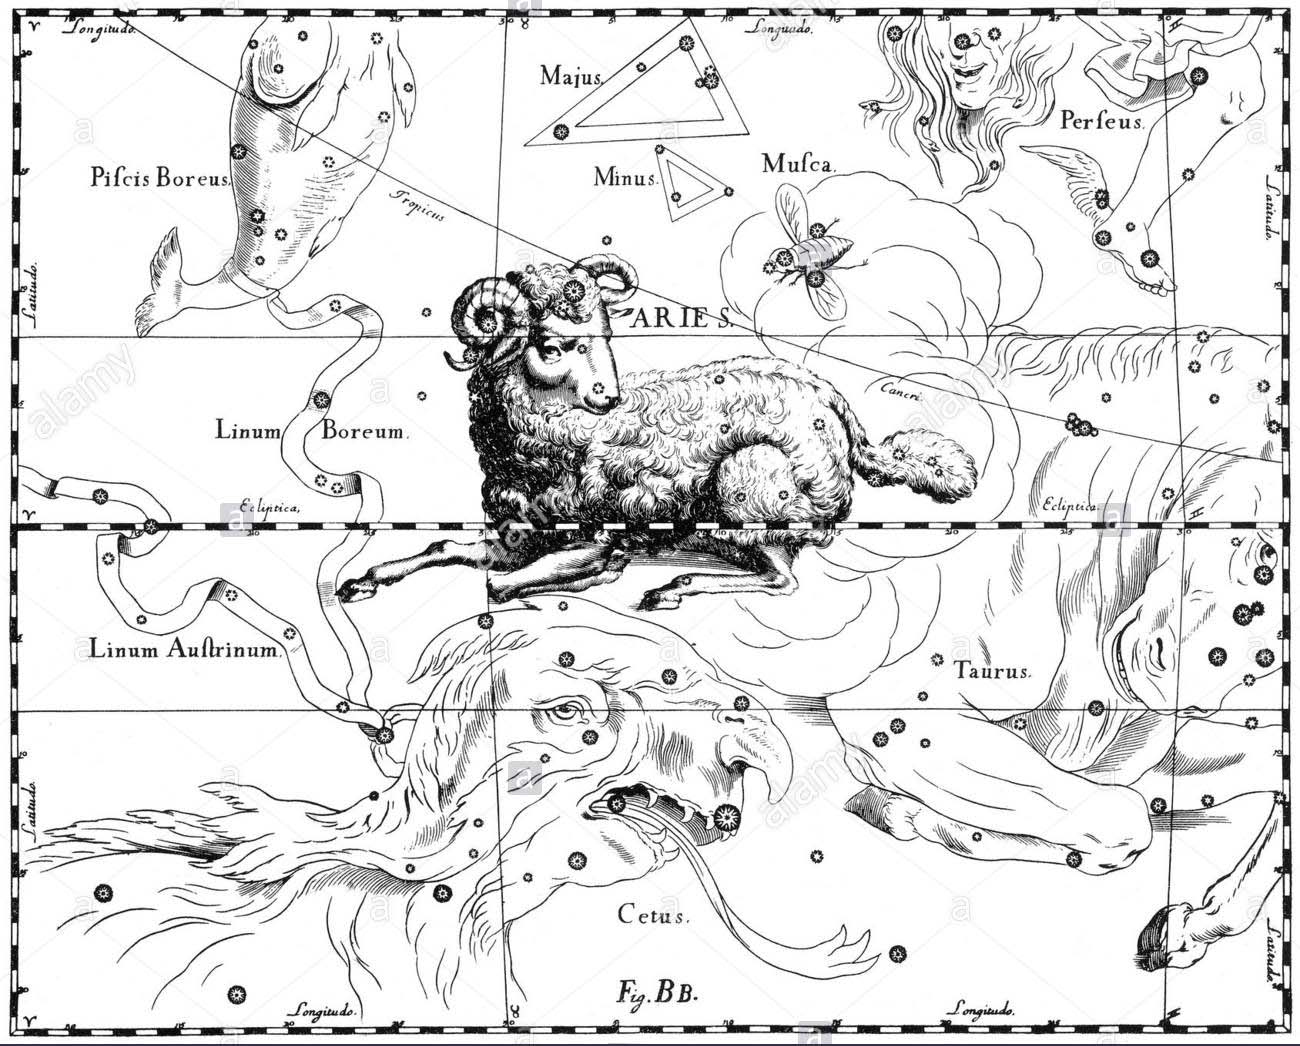 Longitudo.
Longitudo.
Majus.
Perſeus.
Piſcis Boreus.
Minus.
Muſca.
Tropicus
Latitudo.
Latitudo.
ARIES.
Cancri.
Linum Boreum.
Ecliptica,
Ecliptica.
Linum Auſtrinum.
Taurus.
Latitudo.
Cetus.
Latitudo.
Fig. BB.
Longitudo.
Longitudo.
alamy